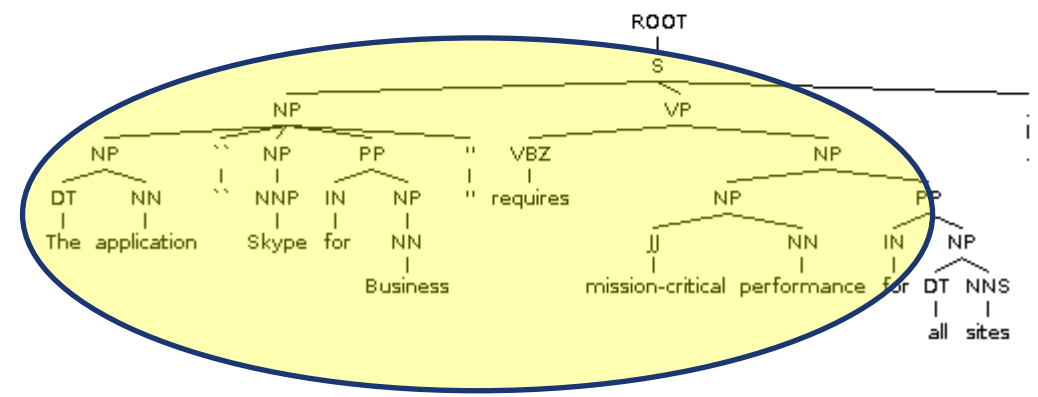 ROOT
S
NP VP
NP `` NP PP '' VBZ NP .
DT NN `` NNP IN NP '' requires NP PP .
The application Skype for NN JJ NN IN NP
Business mission-critical performance for DT NNS
all sites